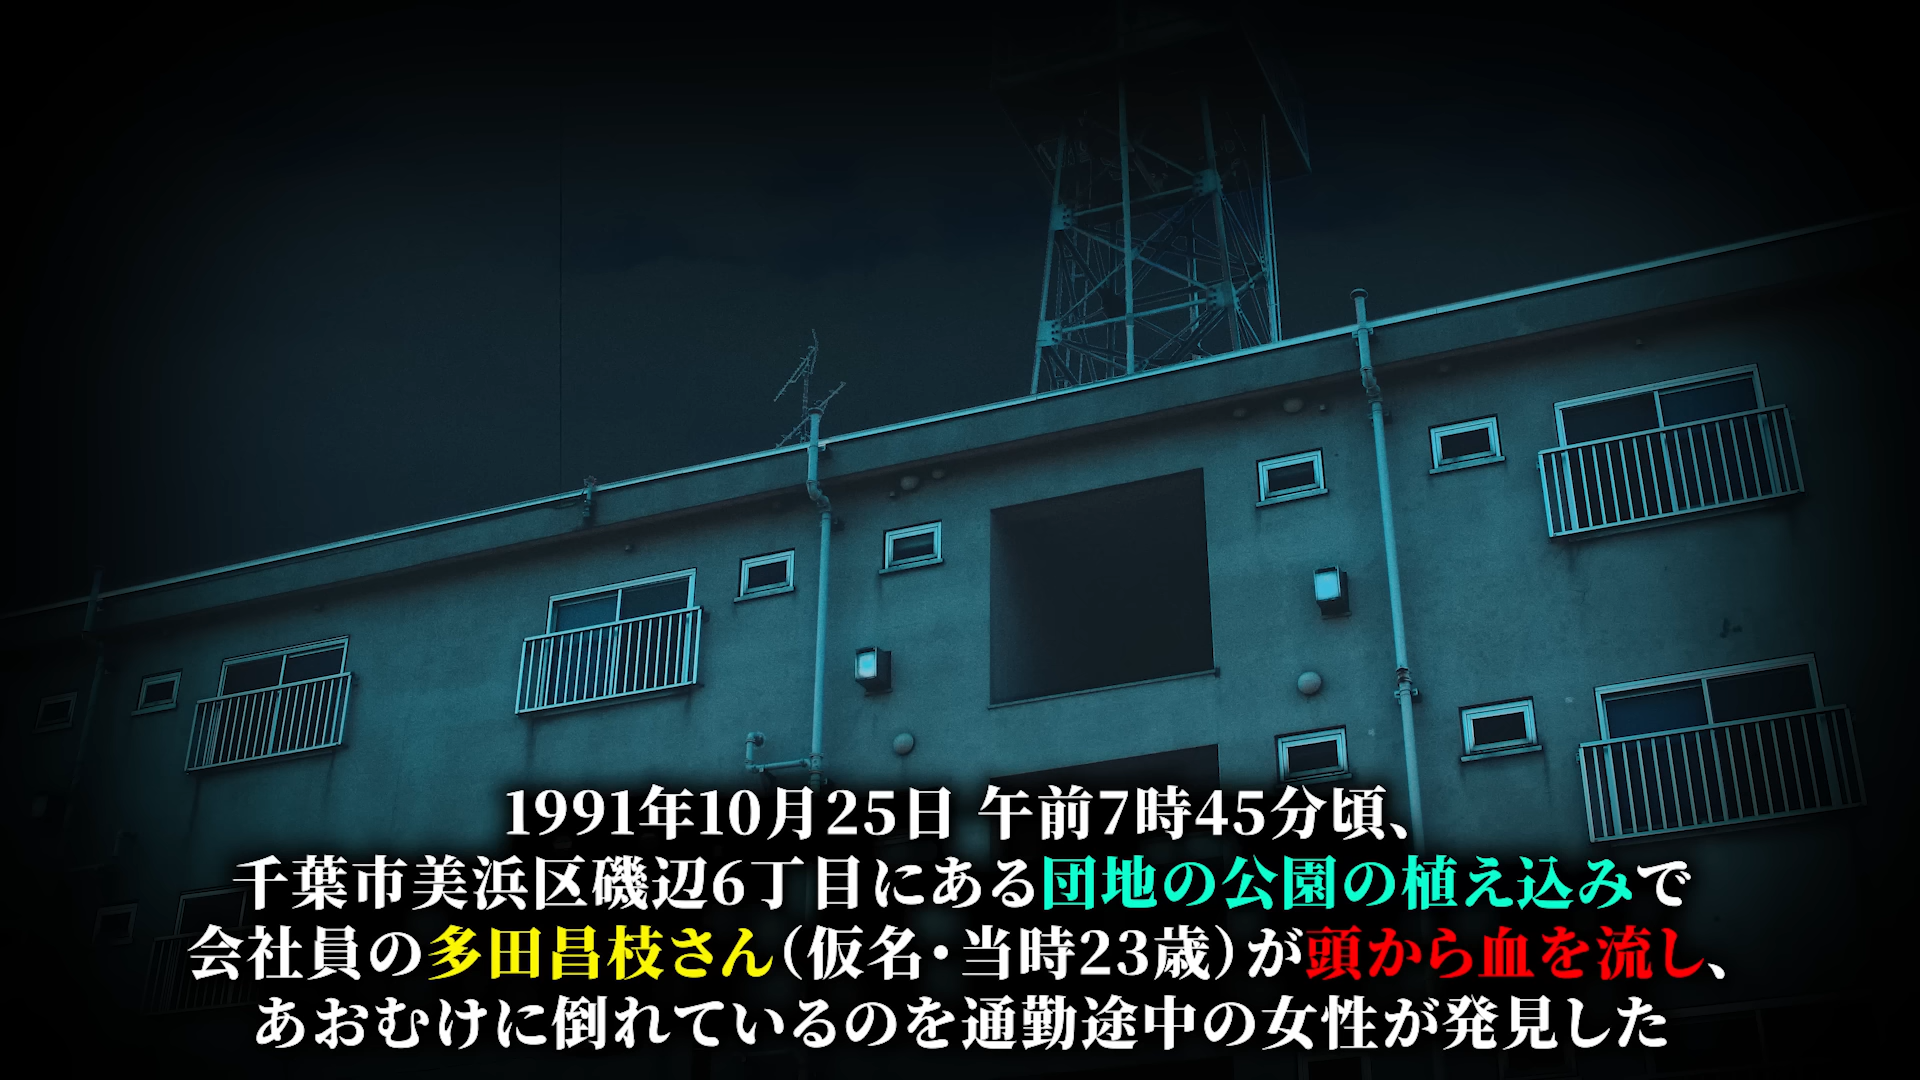 1991年10月25日 午前7時45分頃、
千葉市美浜区磯辺6丁目にある団地の公園の植え込みで
会社員の多田昌枝さん(仮名・当時23歳)が頭から血を流し、
あおむけに倒れているのを通勤途中の女性が発見した